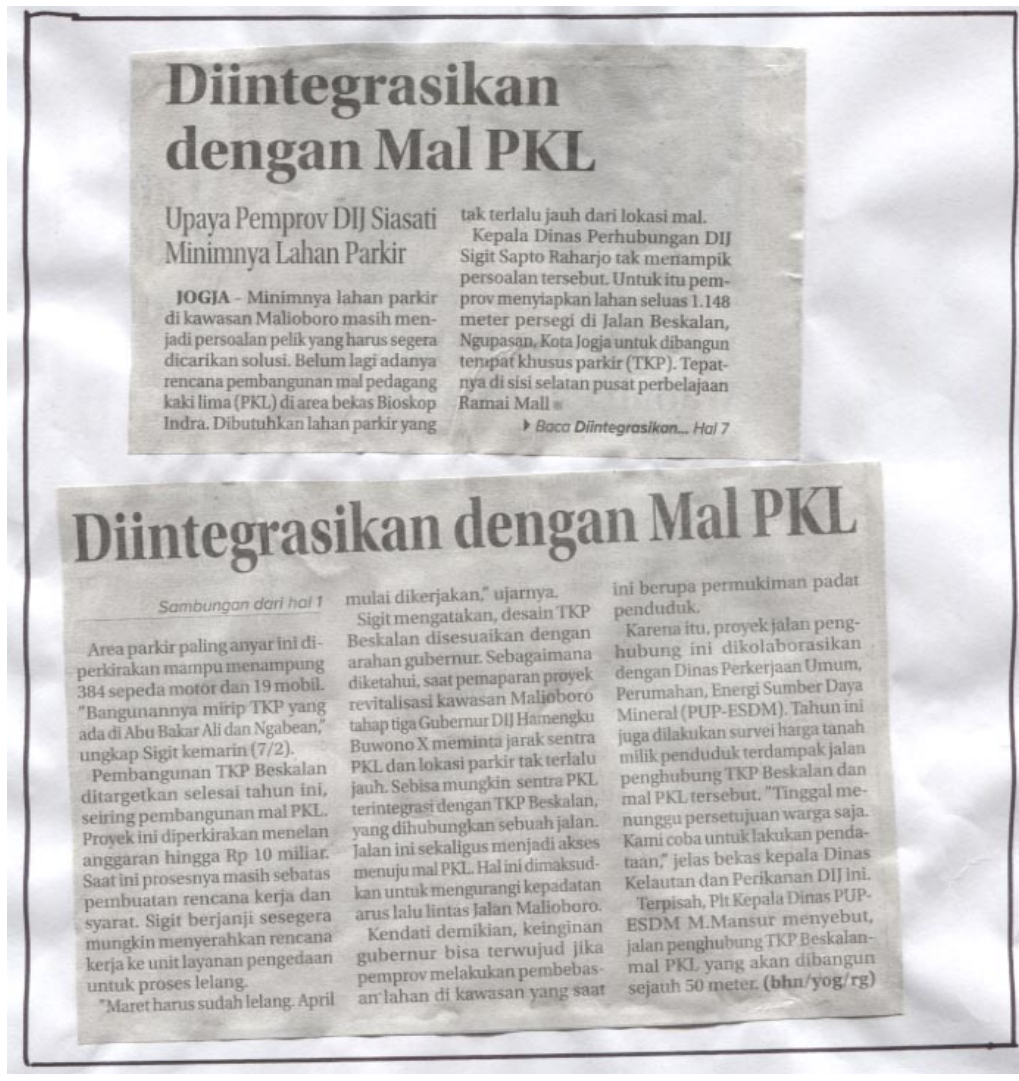 Diintegrasikan
dengan Mal PKL
Upaya Pemprov DIJ Siasati
Minimnya Lahan Parkir
JOGJA - Minimnya lahan parkir
di kawasan Malioboro masih men-
jadi persoalan pelik yang harus segera
dicarikan solusi. Belum lagi adanya
rencana pembangunan mal pedagang
kaki lima (PKL) di area bekas Bioskop
Indra. Dibutuhkan lahan parkir yang
tak terlalu jauh dari lokasi mal.
Kepala Dinas Perhubungan DIJ
Sigit Sapto Raharjo tak menampik
persoalan tersebut. Untuk itu pem-
prov menyiapkan lahan seluas 1.148
meter persegi di Jalan Beskalan,
Ngupasan, Kota Jogja untuk dibangun
tempat khusus parkir (TKP). Tepat-
nya di sisi selatan pusat perbelajaan
Ramai Mall
Baca Diintegrasikan... Hal 7
Diintegrasikan dengan Mal PKL
Sambungan dari hal 1
Area parkir paling anyar ini di-
perkirakan mampu menampung
384 sepeda motor dan 19 mobil.
"Bangunannya mirip TKP yang
ada di Abu Bakar Ali dan Ngabean,"
ungkap Sigit kemarin (7/2).
Pembangunan TKP Beskalan
ditargetkan selesai tahun ini,
seiring pembangunan mal PKL.
Proyek ini diperkirakan menelan
anggaran hingga Rp 10 miliar.
Saat ini prosesnya masih sebatas
pembuatan rencana kerja dan
syarat. Sigit berjanji sesegera
mungkin menyerahkan rencana
kerja ke unit layanan pengedaan
untuk proses lelang.
"Maret harus sudah lelang. April
mulai dikerjakan," ujarnya.
Sigit mengatakan, desain TKP
Beskalan disesuaikan dengan
arahan gubernur. Sebagaimana
diketahui, saat pemaparan proyek
revitalisasi kawasan Malioboro
tahap tiga Gubernur DIJ Hamengku
Buwono X meminta jarak sentra
PKL dan lokasi parkir tak terlalu
jauh. Sebisa mungkin sentra PKL
terintegrasi dengan TKP Beskalan,
yang dihubungkan sebuah jalan.
Jalan ini sekaligus menjadi akses
menuju mal PKL. Hal ini dimaksud-
kan untuk mengurangi kepadatan
arus lalu lintas Jalan Malioboro.
Kendati demikian, keinginan
gubernur bisa terwujud jika
pemprov melakukan pembebas-
an lahan di kawasan yang saat
ini berupa permukiman padat
penduduk.
Karena itu, proyek jalan peng-
hubung ini dikolaborasikan
dengan Dinas Perkerjaan Umum,
Perumahan, Energi Sumber Daya
Mineral (PUP-ESDM). Tahun ini
juga dilakukan survei harga tanah
milik penduduk terdampak jalan
penghubung TKP Beskalan dan
mal PKL tersebut. "Tinggal me-
nunggu persetujuan warga saja.
Kami coba untuk lakukan penda-
taan," jelas bekas kepala Dinas
Kelautan dan Perikanan DIJ ini.
Terpisah, Plt Kepala Dinas PUP-
ESDM M.Mansur menyebut,
jalan penghubung TKP Beskalan-
mal PKL yang akan dibangun
sejauh 50 meter. (bhn/yog/rg)